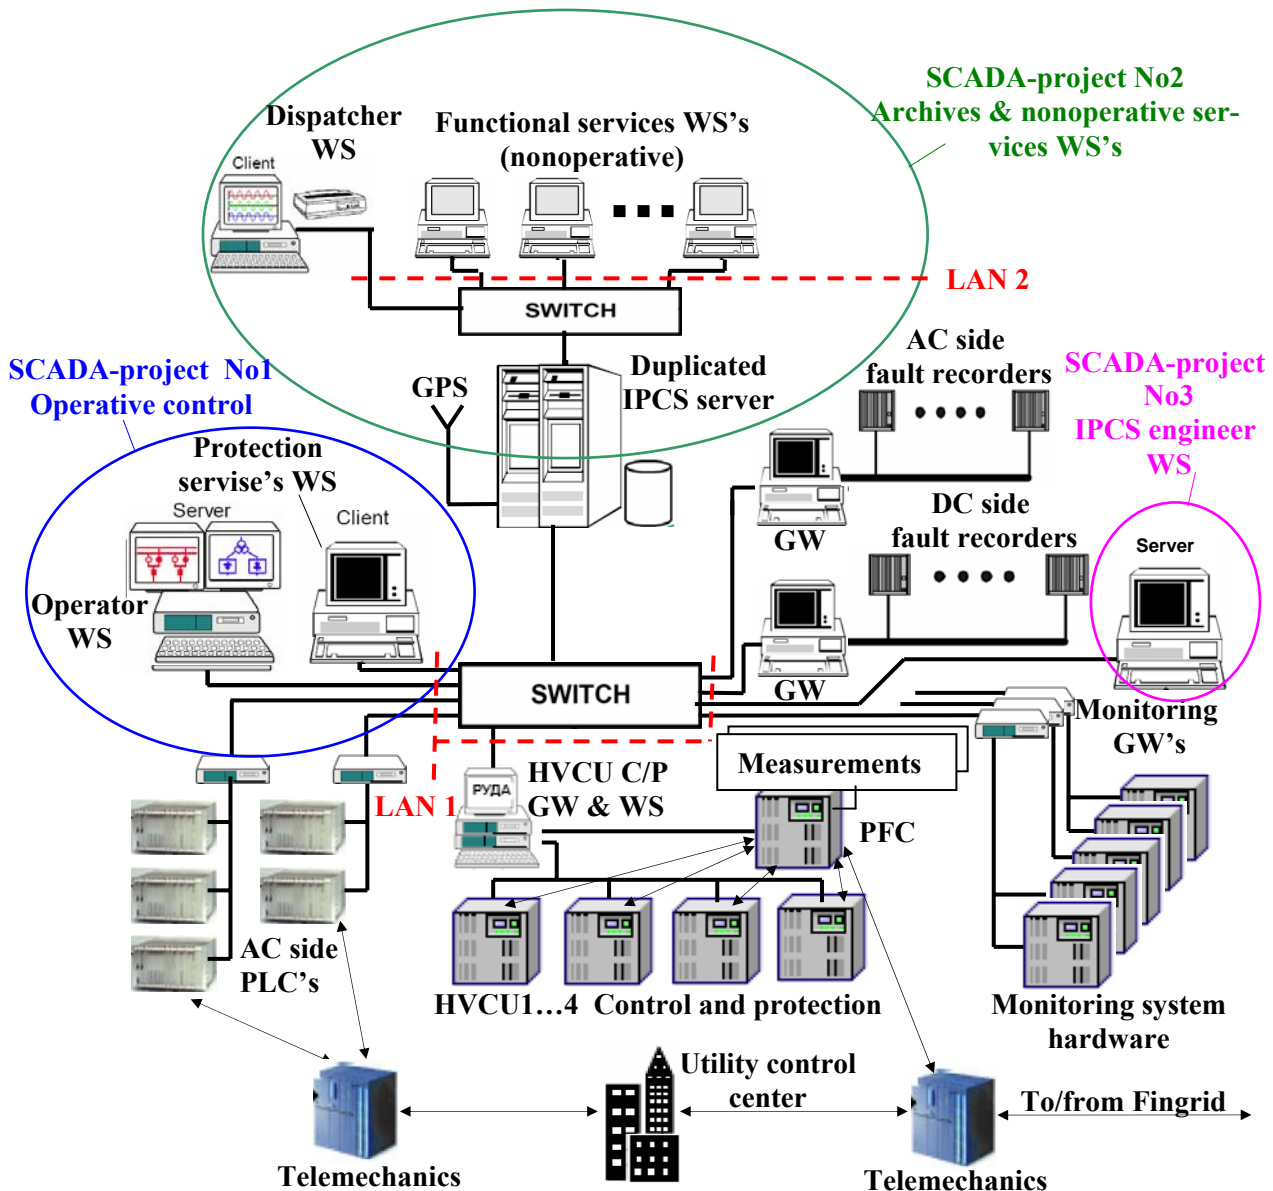 SCADA-project No2
Archives & nonoperative ser-
vices WS's
Dispatcher
WS
Client
Functional services WS's
(nonoperative)
LAN 2
SWITCH
SCADA-project No1
Operative control
GPS
Duplicated
IPCS server
AC side
fault recorders
SCADA-project
No3
IPCS engineer
WS
Protection
servise's WS
Server
Client
Operator
WS
GW
DC side
fault recorders
Server
GW
SWITCH
Monitoring
GW's
LAN 1
РУДА
HVCU C/P
GW & WS
Measurements
PFC
AC side
PLC's
HVCU1…4 Control and protection
Monitoring system
hardware
Utility control
center
To/from Fingrid
Telemechanics
Telemechanics